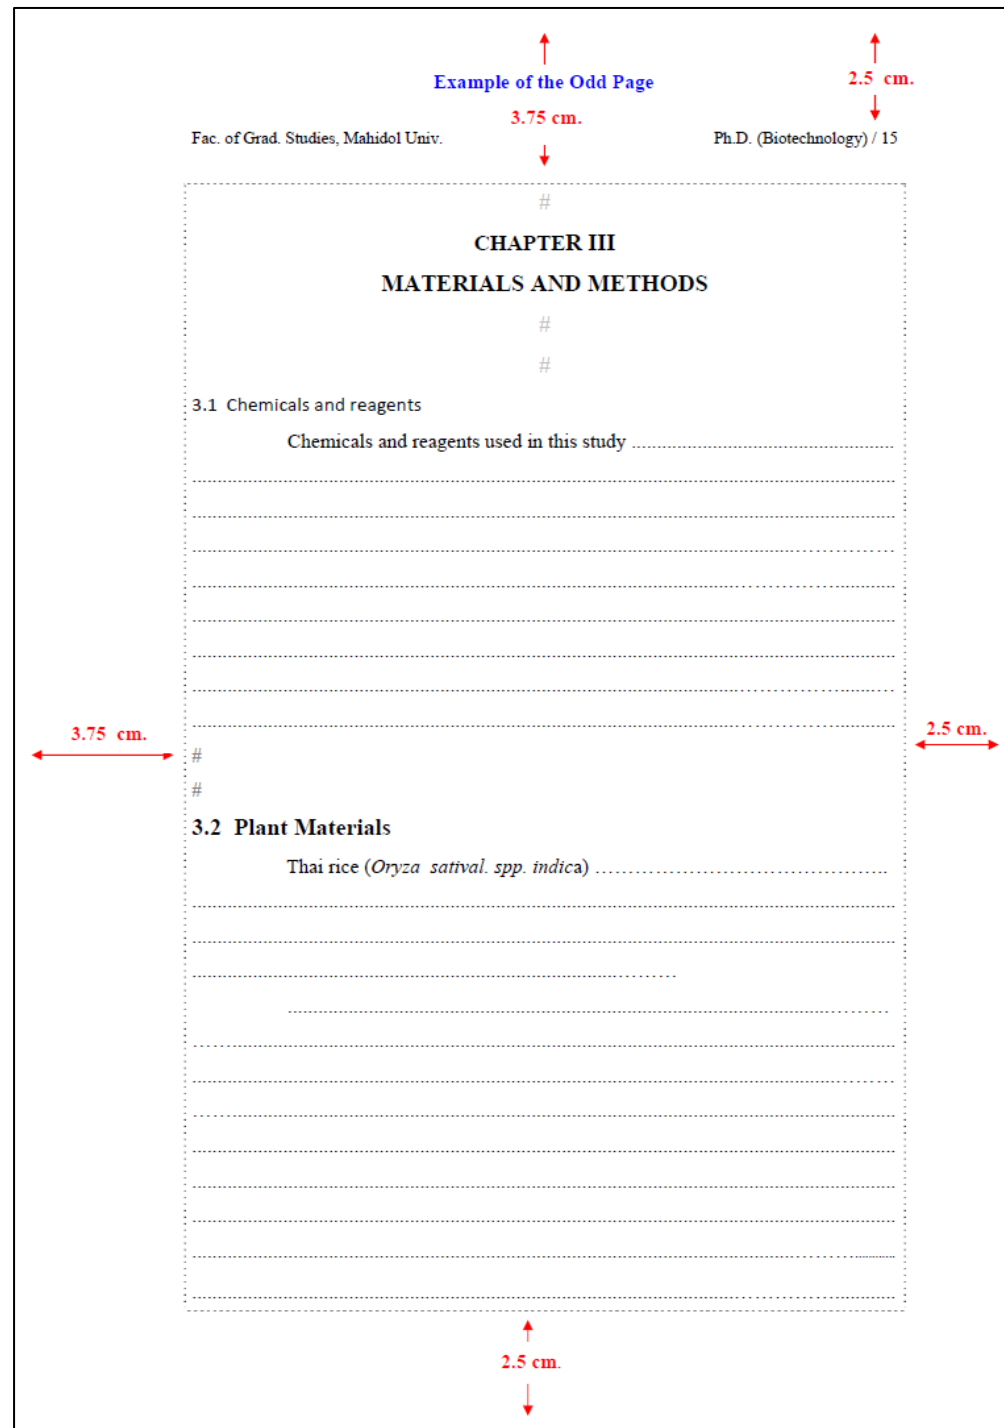 Example of the Odd Page
2.5 cm.
3.75 cm.
Fac. of Grad. Studies, Mahidol Univ. Ph.D. (Biotechnology) / 15
#
CHAPTER III
MATERIALS AND METHODS
#
#
3.1 Chemicals and reagents
Chemicals and reagents used in this study ..................................................
................................................................................
................................................................................
................................................................................
................................................................................
................................................................................
................................................................................
................................................................................
................................................................................
3.75 cm.
2.5 cm.
#
#
3.2 Plant Materials
Thai rice (Oryza satival. spp. indica) ..................................................
................................................................................
................................................................................
............................................................
......................................................................
................................................................................
................................................................................
................................................................................
................................................................................
................................................................................
................................................................................
................................................................................
................................................................................
2.5 cm.